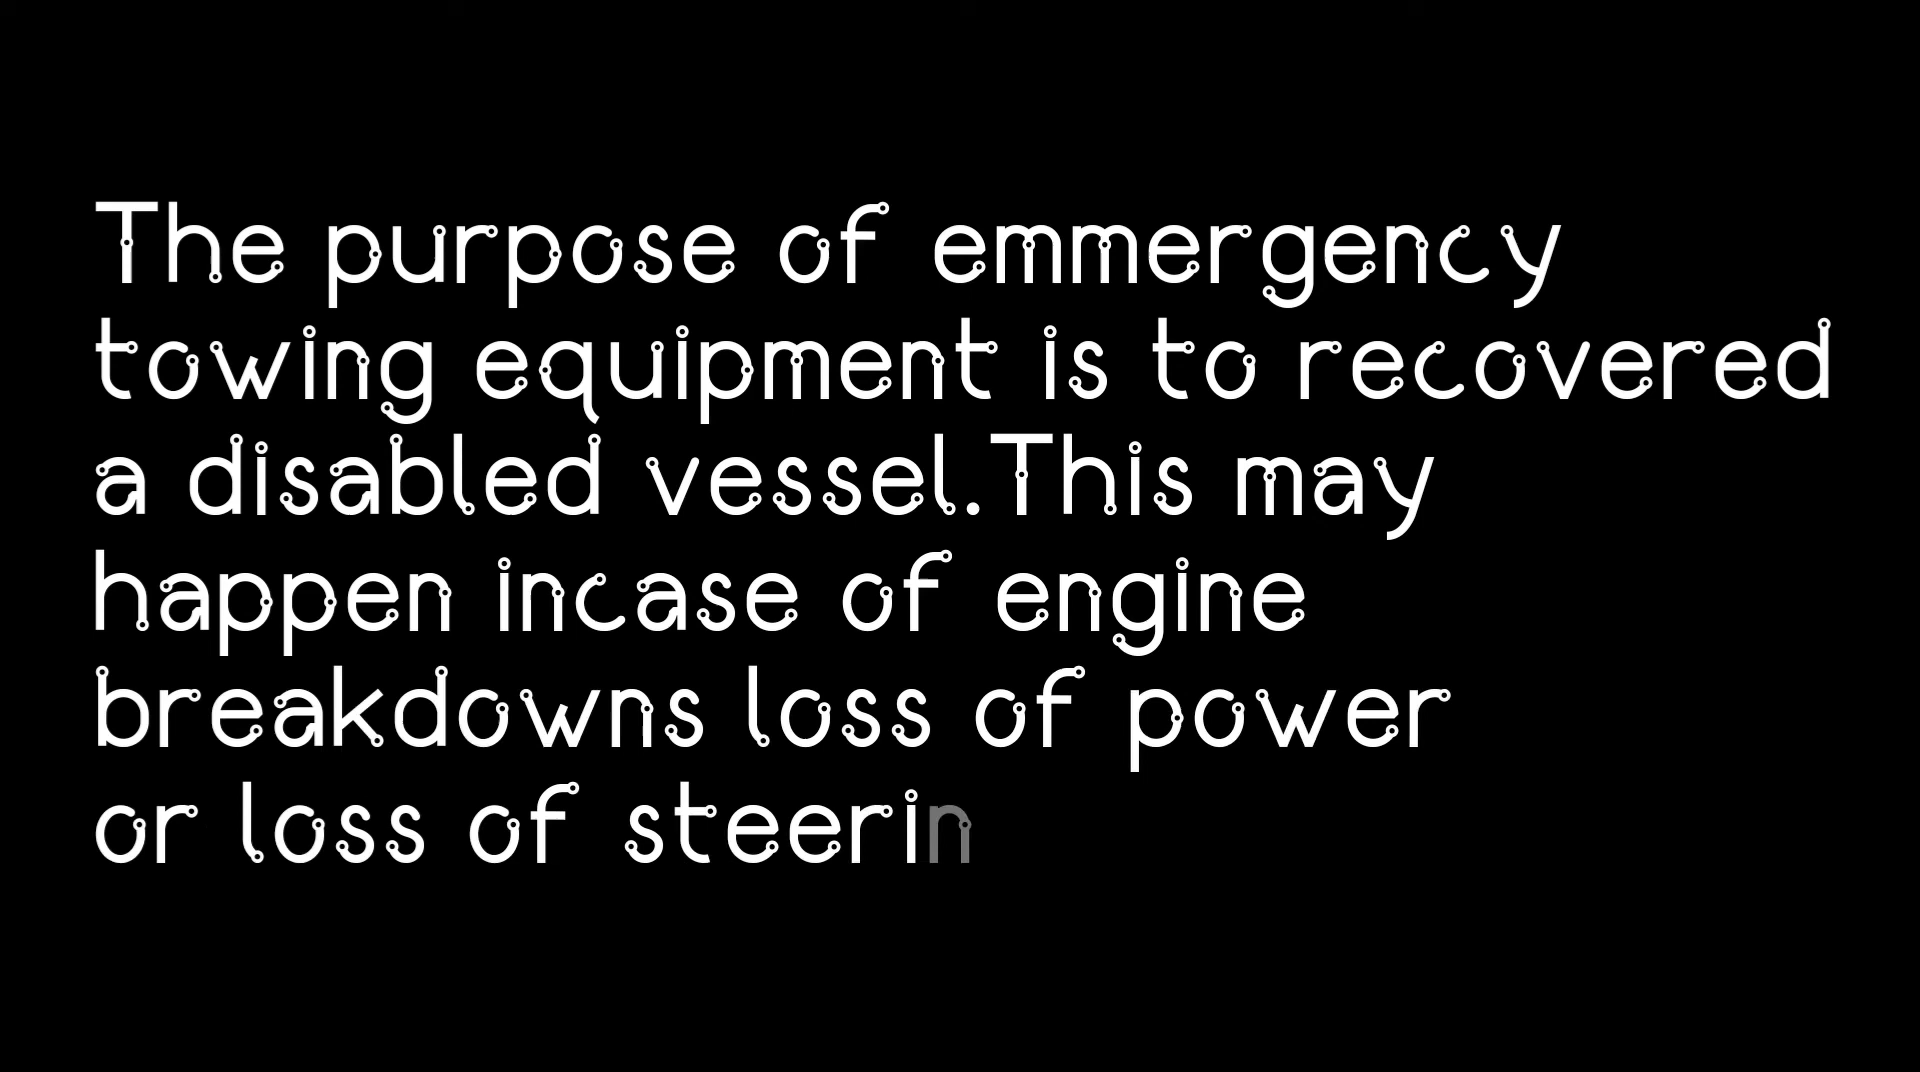 The purpose of emmergency
towing equipment is to recovered
a disabled vessel.This may
happen incase of engine
breakdowns loss of power
or loss of steerin